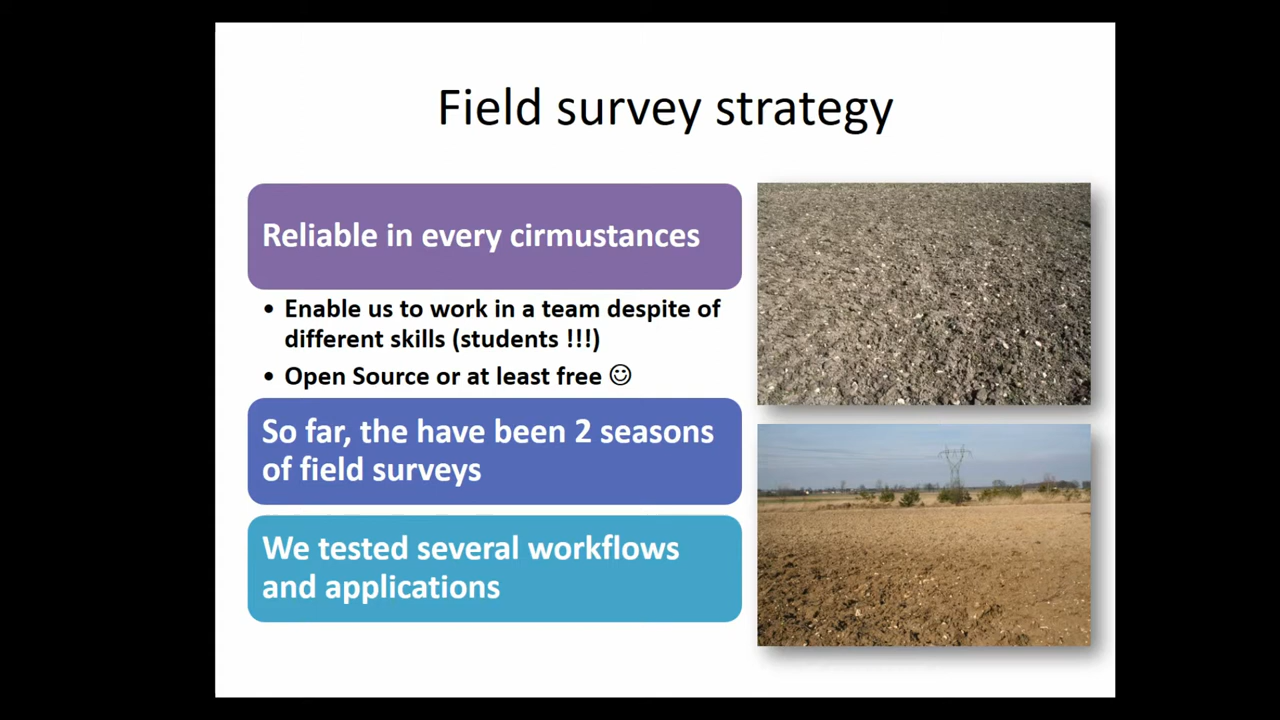 Field survey strategy
Reliable in every cirmustances
• Enable us to work in a team despite of
different skills (students !!!)
• Open Source or at least free ☺
So far, the have been 2 seasons
of field surveys
We tested several workflows
and applications